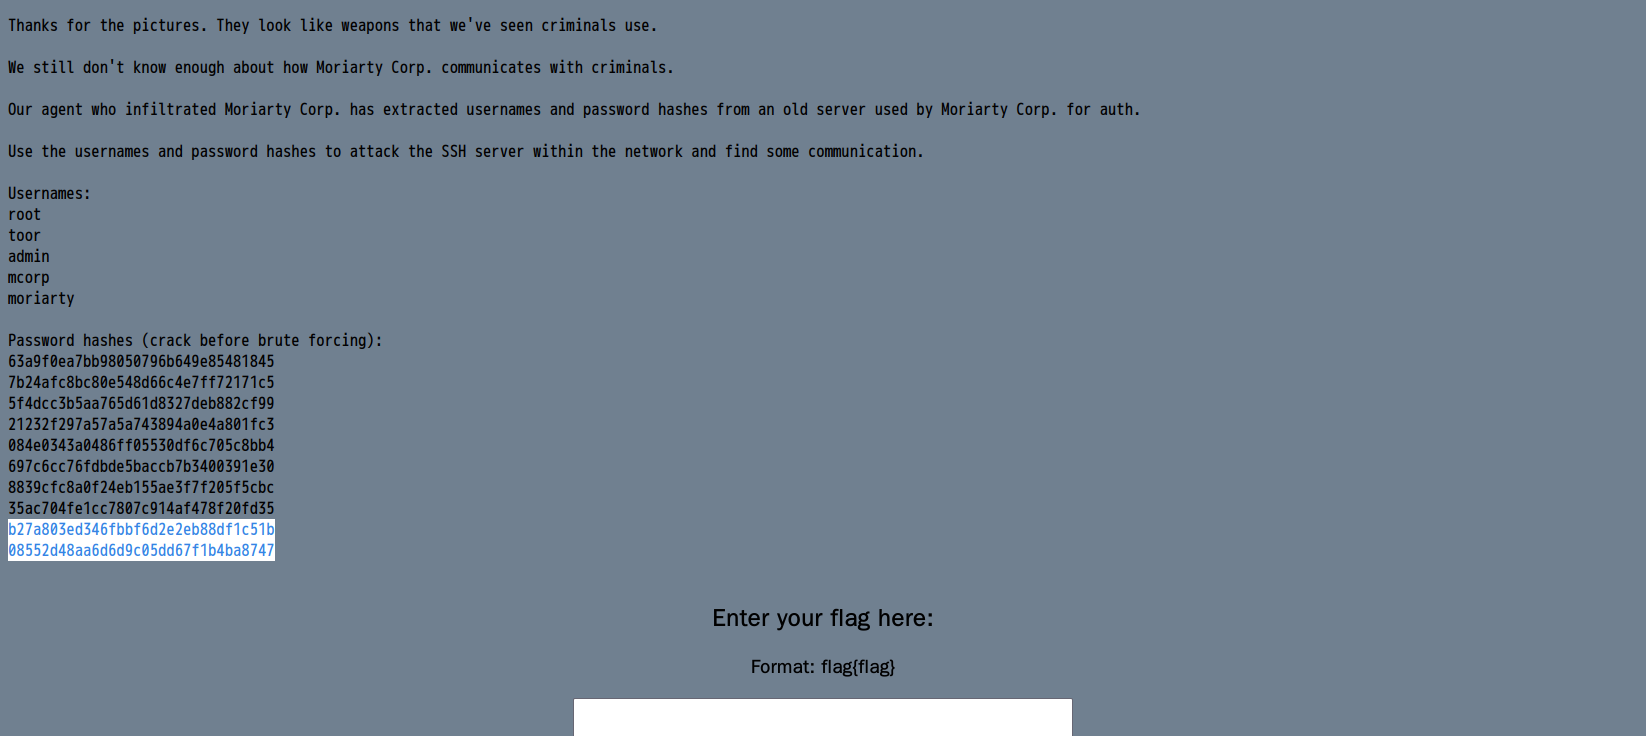 Thanks for the pictures. They look like weapons that we've seen criminals use.
We still don't know enough about how Moriarty Corp. communicates with criminals.
Our agent who infiltrated Moriarty Corp. has extracted usernames and password hashes from an old server used by Moriarty Corp. for auth.
Use the usernames and password hashes to attack the SSH server within the network and find some communication.
Usernames:
root
toor
admin
mcorp
moriarty
Password hashes (crack before brute forcing):
63a9f0ea7bb98050796b649e85481845
7b24afc8bc80e548d66c4e7ff72171c5
5f4dcc3b5aa765d61d8327deb882cf99
21232f297a57a5a743894a0e4a801fc3
084e0343a0486ff05530df6c705c8bb4
697c6cc76fdbde5baccb7b3400391e30
8839cfc8a0f24eb155ae3f7f205f5cbc
35ac704fe1cc7807c914af478f20fd35
b27a803ed346fbbf6d2e2eb88df1c51b
08552d48aa6d6d9c05dd67f1b4ba8747
Enter your flag here:
Format: flag{flag}